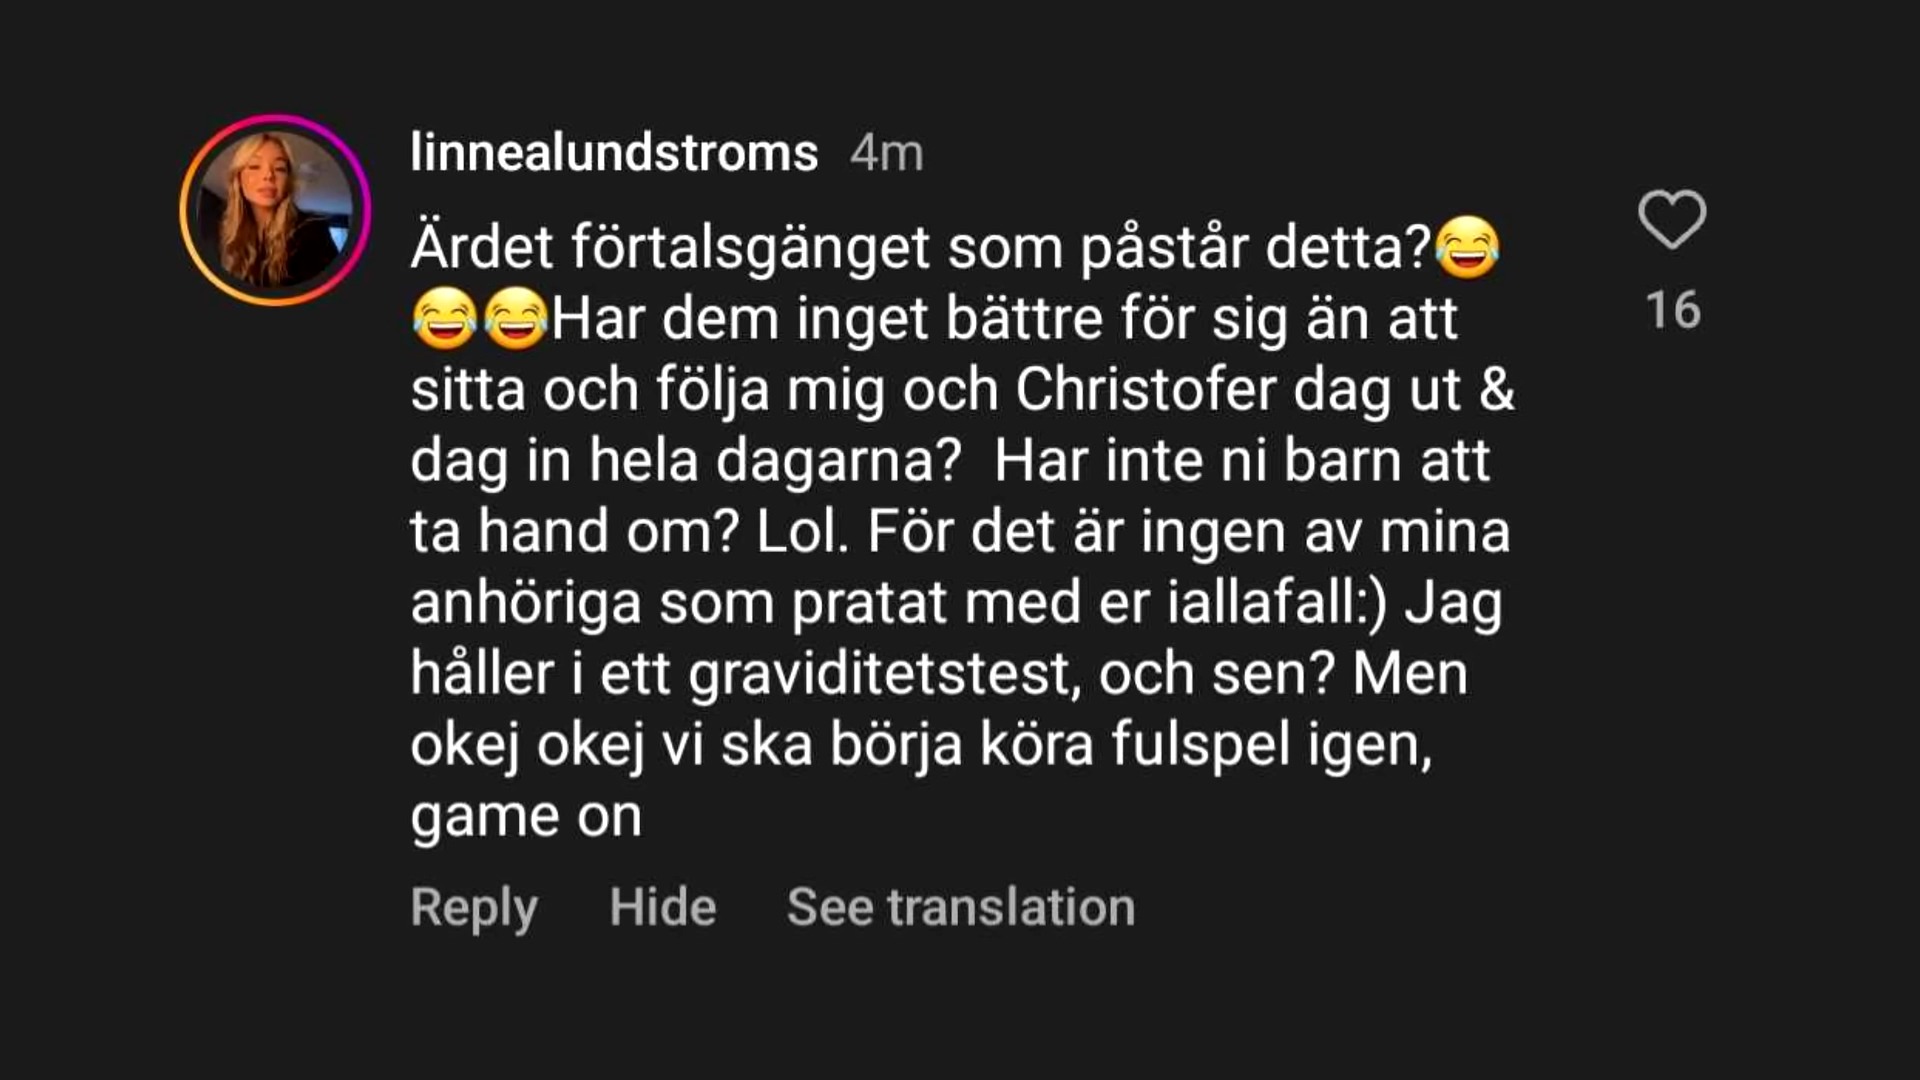 linnealundstroms 4m
Ärdet förtalsgänget som påstår detta?😂
😂😂Har dem inget bättre för sig än att
sitta och följa mig och Christofer dag ut &
dag in hela dagarna?  Har inte ni barn att
ta hand om? Lol. För det är ingen av mina
anhöriga som pratat med er iallafall:) Jag
håller i ett graviditetstest, och sen? Men
okej okej vi ska börja köra fulspel igen,
game on
16
Reply Hide See translation